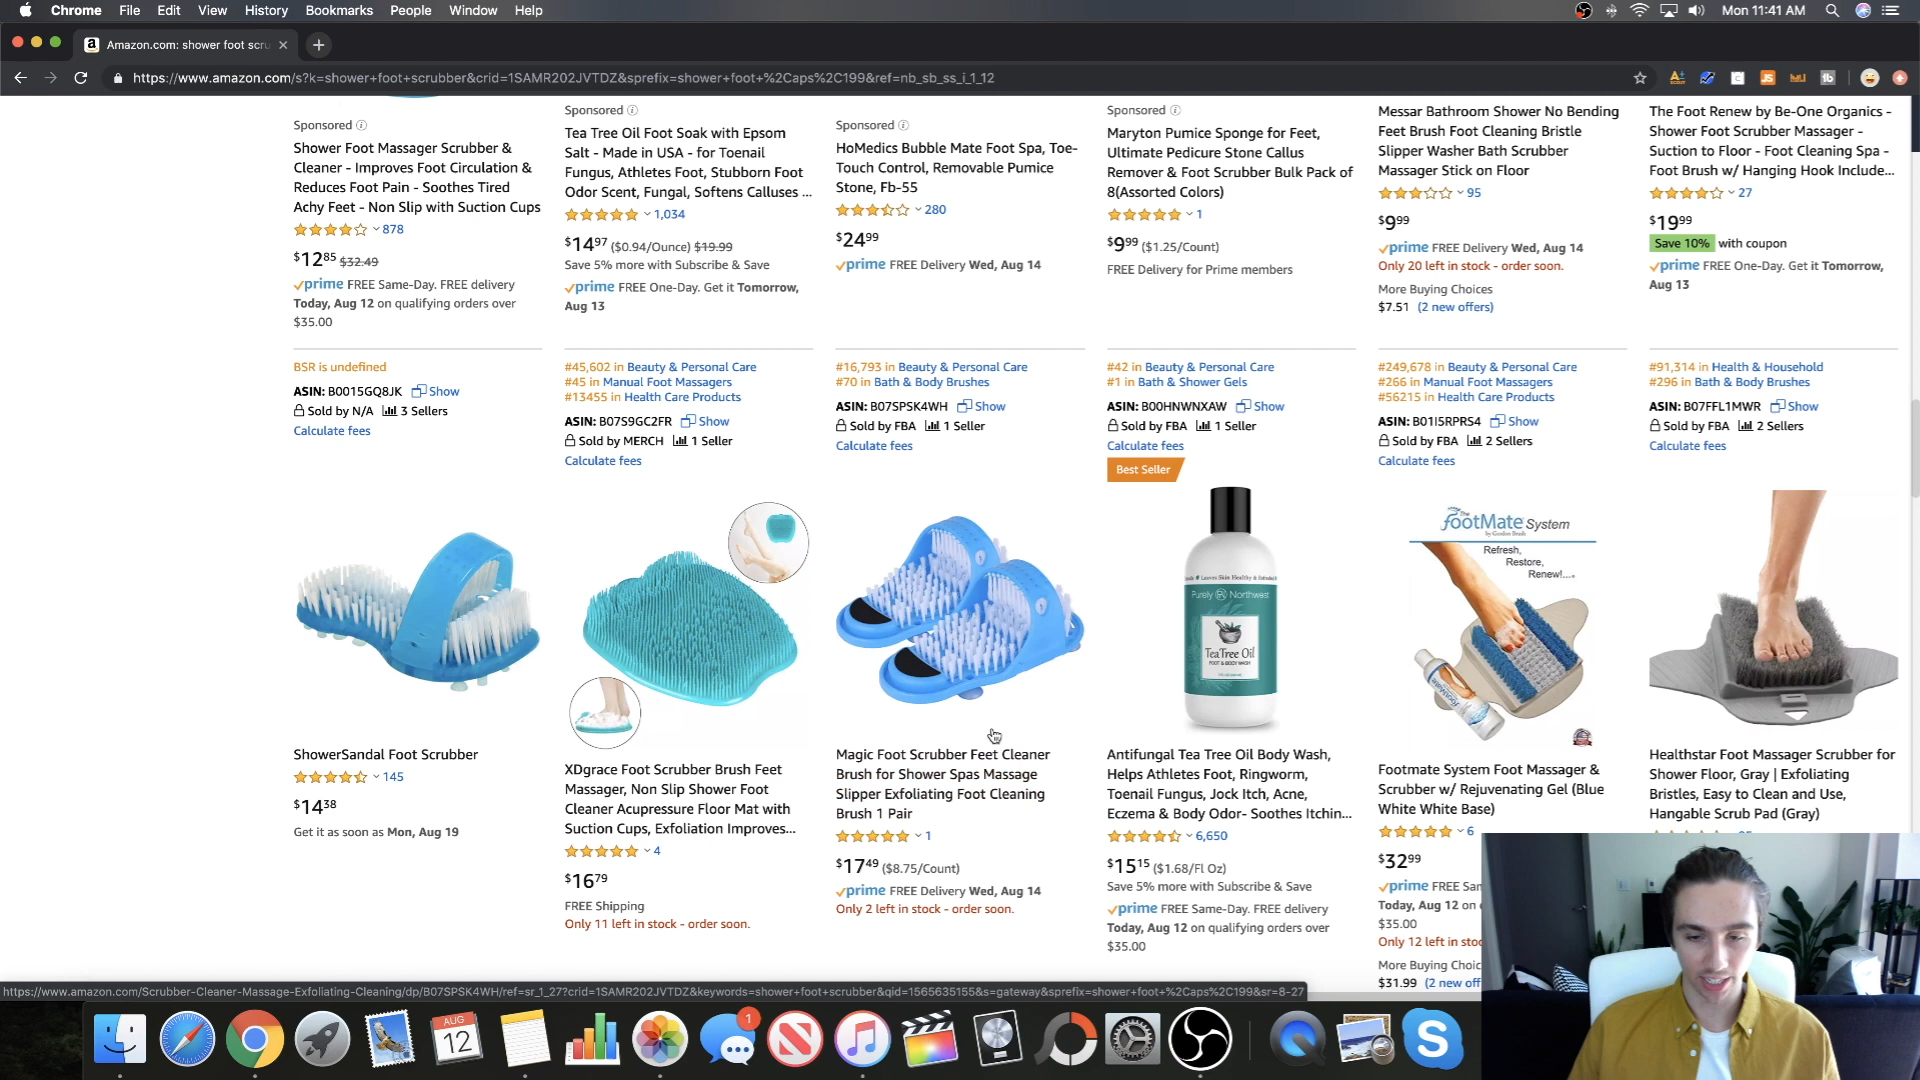 Chrome File Edit View History Bookmarks People Window Help
Mon 11:41 AM
Amazon.com: shower foot scru
https://www.amazon.com/s?k=shower+foot+scrubber&crid=1SAMR202JVTDZ&sprefix=shower+foot+%2Caps%2C199&ref=nb_sb_ss_i_1_12
Sponsored
Shower Foot Massager Scrubber &
Cleaner - Improves Foot Circulation &
Reduces Foot Pain - Soothes Tired
Achy Feet - Non Slip with Suction Cups
878
$12.85 $32.49
prime FREE Same-Day. FREE delivery
Today, Aug 12 on qualifying orders over
$35.00
Sponsored
Tea Tree Oil Foot Soak with Epsom
Salt - Made in USA - for Toenail
Fungus, Athletes Foot, Stubborn Foot
Odor Scent, Fungal, Softens Calluses ...
1,034
$14.97 ($0.94/Ounce) $19.99
Save 5% more with Subscribe & Save
prime FREE One-Day. Get it Tomorrow,
Aug 13
Sponsored
HoMedics Bubble Mate Foot Spa, Toe-
Touch Control, Removable Pumice
Stone, Fb-55
280
$24.99
prime FREE Delivery Wed, Aug 14
Sponsored
Maryton Pumice Sponge for Feet,
Ultimate Pedicure Stone Callus
Remover & Foot Scrubber Bulk Pack of
8(Assorted Colors)
1
$9.99 ($1.25/Count)
FREE Delivery for Prime members
Messar Bathroom Shower No Bending
Feet Brush Foot Cleaning Bristle
Slipper Washer Bath Scrubber
Massager Stick on Floor
95
$9.99
prime FREE Delivery Wed, Aug 14
Only 20 left in stock - order soon.
More Buying Choices
$7.51 (2 new offers)
The Foot Renew by Be-One Organics -
Shower Foot Scrubber Massager -
Suction to Floor - Foot Cleaning Spa -
Foot Brush w/ Hanging Hook Include...
27
$19.99
Save 10% with coupon
prime FREE One-Day. Get it Tomorrow,
Aug 13
BSR is undefined
ASIN: B0015GQ8JK Show
Sold by N/A 3 Sellers
Calculate fees
#45,602 in Beauty & Personal Care
#45 in Manual Foot Massagers
#13455 in Health Care Products
ASIN: B07S9GC2FR Show
Sold by MERCH 1 Seller
Calculate fees
#16,793 in Beauty & Personal Care
#70 in Bath & Body Brushes
ASIN: B07SPSK4WH Show
Sold by FBA 1 Seller
Calculate fees
#42 in Beauty & Personal Care
#1 in Bath & Shower Gels
ASIN: B00HNWNXAW Show
Sold by FBA 1 Seller
Calculate fees
#249,678 in Beauty & Personal Care
#266 in Manual Foot Massagers
#56215 in Health Care Products
ASIN: B01I5RPRS4 Show
Sold by FBA 2 Sellers
Calculate fees
#91,314 in Health & Household
#296 in Bath & Body Brushes
ASIN: B07FFL1MWR Show
Sold by FBA 2 Sellers
Calculate fees
Best Seller
Purely Northwest
Tea Tree Oil
FOOT & BODY WASH
The FootMate System
by Gordon Brush
Refresh,
Restore,
Renew!....
ShowerSandal Foot Scrubber
145
$14.38
Get it as soon as Mon, Aug 19
XDgrace Foot Scrubber Brush Feet
Massager, Non Slip Shower Foot
Cleaner Acupressure Floor Mat with
Suction Cups, Exfoliation Improves...
4
$16.79
FREE Shipping
Only 11 left in stock - order soon.
Magic Foot Scrubber Feet Cleaner
Brush for Shower Spas Massage
Slipper Exfoliating Foot Cleaning
Brush 1 Pair
1
$17.49 ($8.75/Count)
prime FREE Delivery Wed, Aug 14
Only 2 left in stock - order soon.
Antifungal Tea Tree Oil Body Wash,
Helps Athletes Foot, Ringworm,
Toenail Fungus, Jock Itch, Acne,
Eczema & Body Odor- Soothes Itchin...
6,650
$15.15 ($1.68/Fl Oz)
Save 5% more with Subscribe & Save
prime FREE Same-Day. FREE delivery
Today, Aug 12 on qualifying orders over
$35.00
Footmate System Foot Massager &
Scrubber w/ Rejuvenating Gel (Blue
White White Base)
6
$32.99
prime FREE Sam
Today, Aug 12 on
$35.00
Only 12 left in stoc
More Buying Choic
$31.99 (2 new off
Healthstar Foot Massager Scrubber for
Shower Floor, Gray | Exfoliating
Bristles, Easy to Clean and Use,
Hangable Scrub Pad (Gray)
https://www.amazon.com/Scrubber-Cleaner-Massage-Exfoliating-Cleaning/dp/B07SPSK4WH/ref=sr_1_27?crid=1SAMR202JVTDZ&keywords=shower+foot+scrubber&qid=1565635155&s=gateway&sprefix=shower+foot+%2Caps%2C199&sr=8-27
AUG
12
1